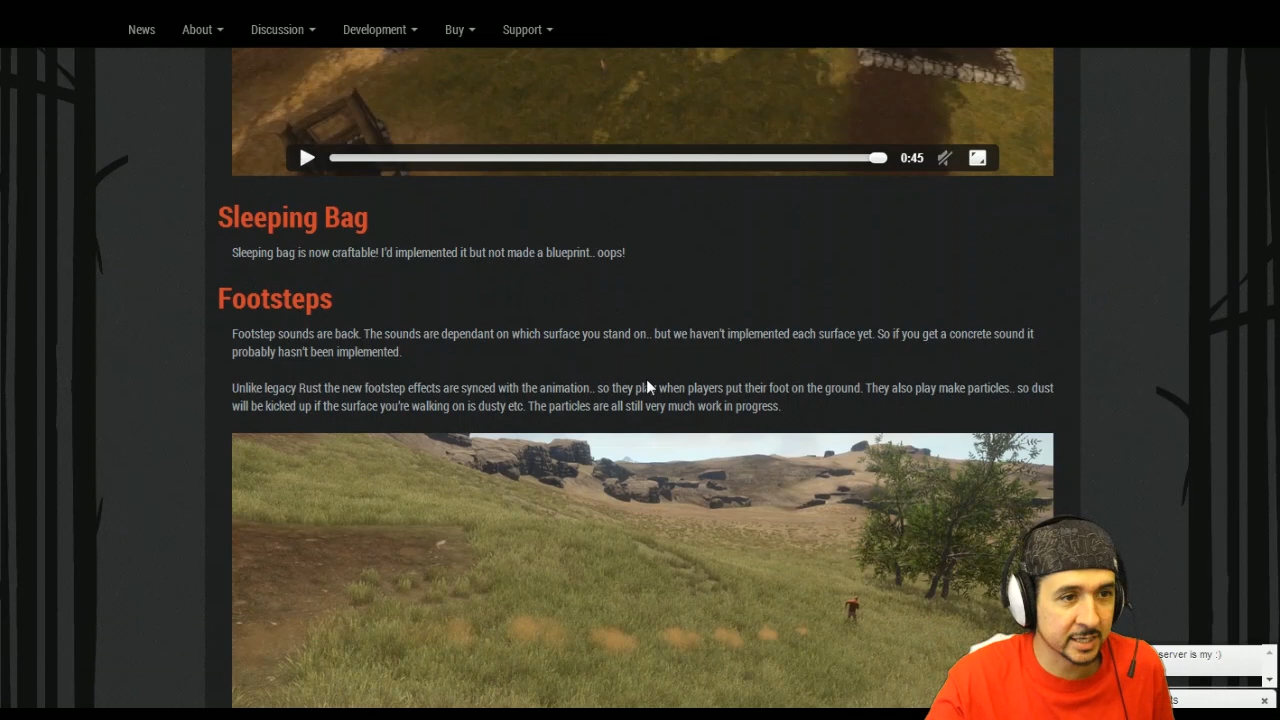 News About Discussion Development Buy Support
0:45
Sleeping Bag
Sleeping bag is now craftable! I'd implemented it but not made a blueprint.. oops!
Footsteps
Footstep sounds are back. The sounds are dependant on which surface you stand on.. but we haven't implemented each surface yet. So if you get a concrete sound it
probably hasn't been implemented.
Unlike legacy Rust the new footstep effects are synced with the animation.. so they play when players put their foot on the ground. They also play make particles.. so dust
will be kicked up if the surface you're walking on is dusty etc. The particles are all still very much work in progress.
server is my :)
ts